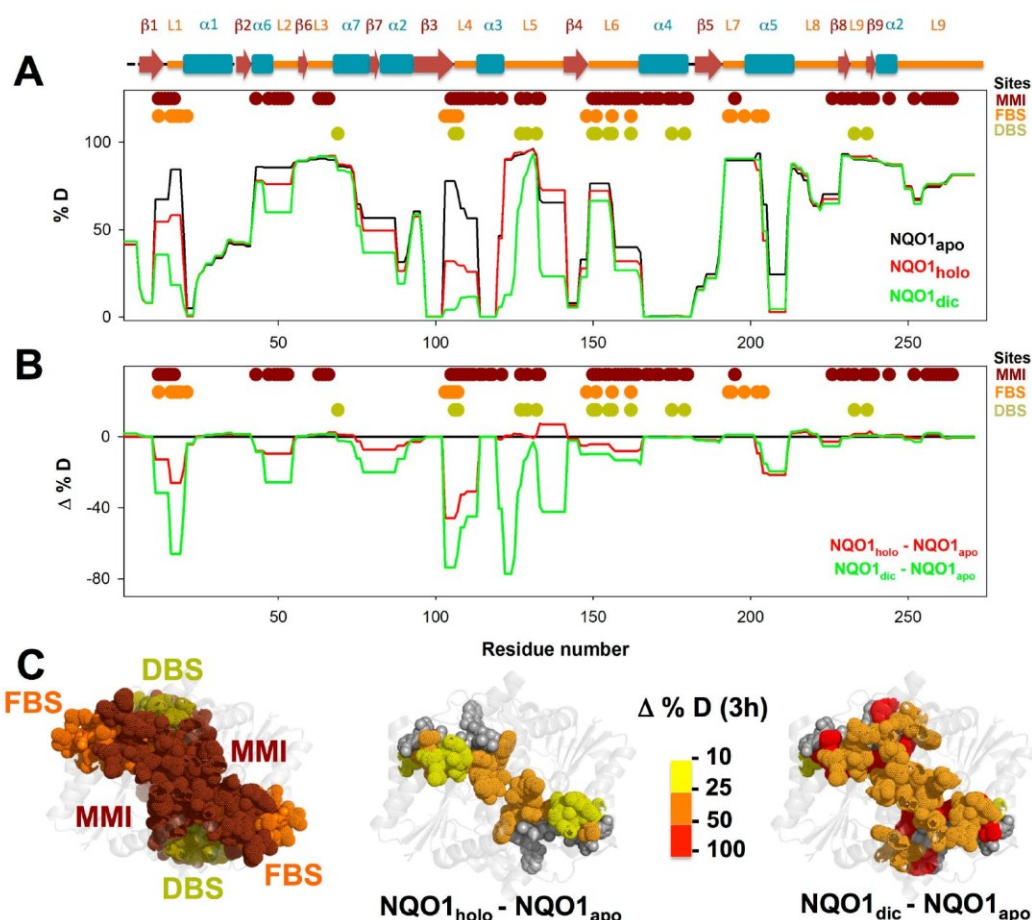 β1 L1 α1 β2 α6 L2 β6 L3 α7 β7 α2 β3 L4 α3 L5 β4 L6 α4 β5 L7 α5 L8 β8 L9 β9 α2 L9
A
Sites
MMI
FBS
DBS
100
50
0
% D
NQO1apo
NQO1holo
NQO1dic
50 100 150 200 250
B
Sites
MMI
FBS
DBS
0
-40
-80
Δ % D
NQO1holo - NQO1apo
NQO1dic - NQO1apo
50 100 150 200 250
Residue number
C
DBS
FBS
MMI
MMI
FBS
DBS
Δ % D (3h)
- 10
- 25
- 50
- 100
NQO1holo - NQO1apo
NQO1dic - NQO1apo